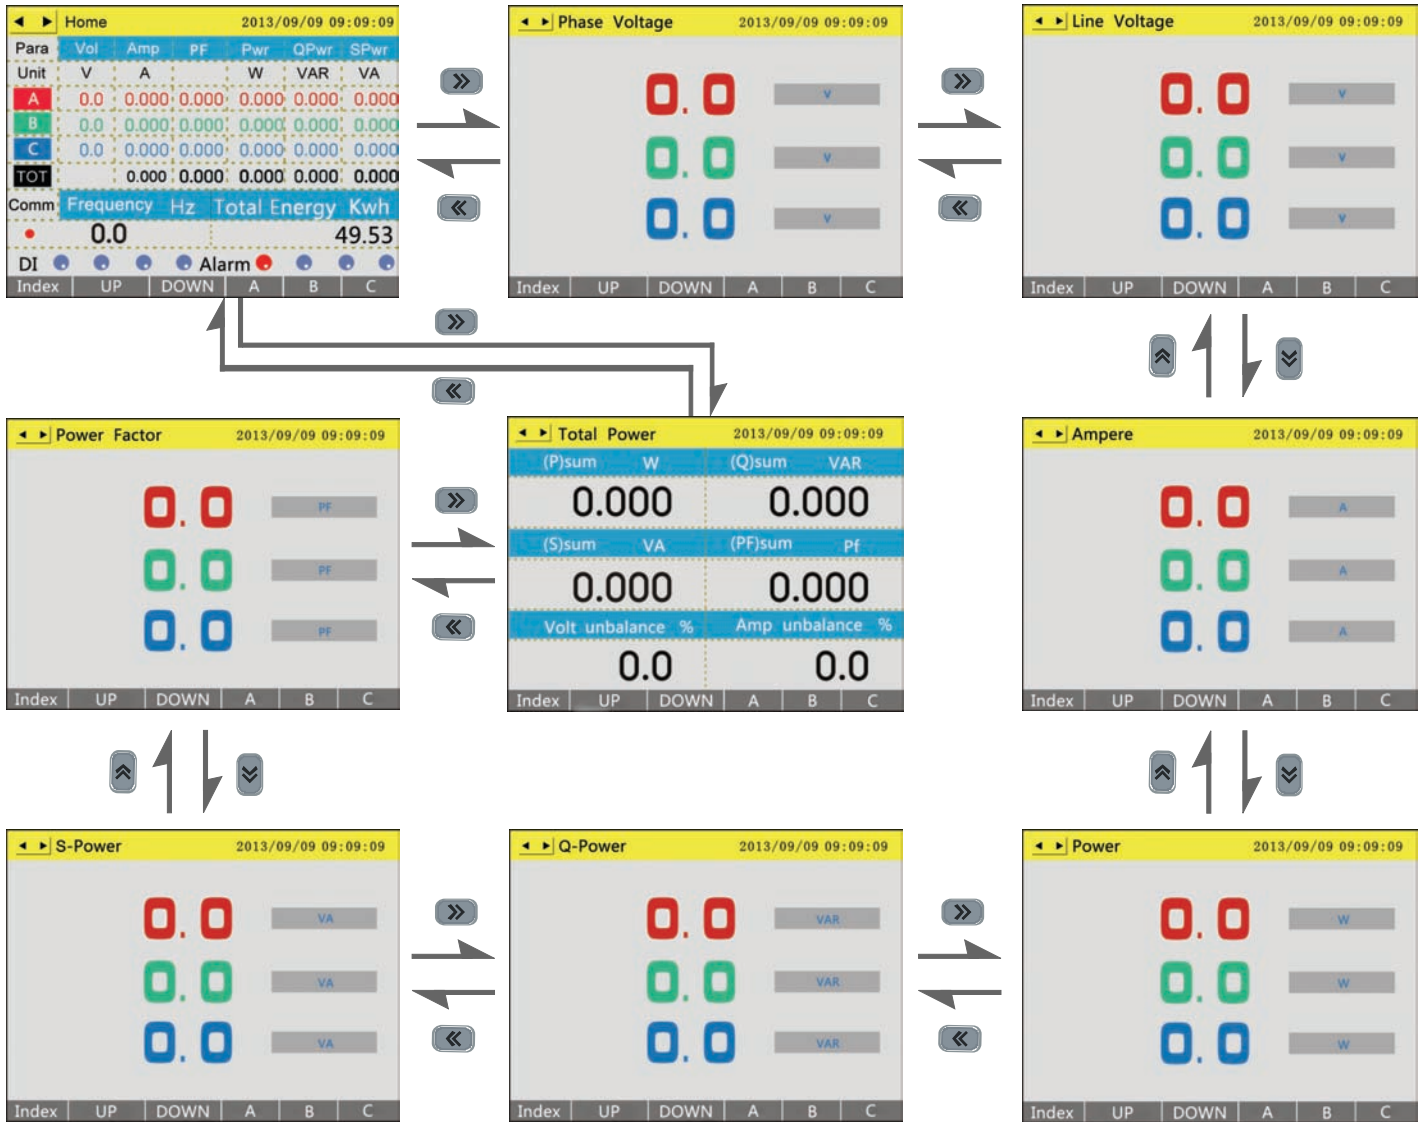 Home 2013/09/09 09:09:09
Para Vol Amp PF Pwr QPwr SPwr
Unit V A W VAR VA
A 0.0 0.000 0.000 0.000 0.000 0.000
B 0.0 0.000 0.000 0.000 0.000 0.000
C 0.0 0.000 0.000 0.000 0.000 0.000
TOT 0.000 0.000 0.000 0.000 0.000
Comm Frequency Hz Total Energy Kwh
0.0 49.53
DI Alarm
Index UP DOWN A B C
Phase Voltage 2013/09/09 09:09:09
0.0 V
0.0 V
0.0 V
Index UP DOWN A B C
Line Voltage 2013/09/09 09:09:09
0.0 V
0.0 V
0.0 V
Index UP DOWN A B C
Power Factor 2013/09/09 09:09:09
0.0 PF
0.0 PF
0.0 PF
Index UP DOWN A B C
Total Power 2013/09/09 09:09:09
(P)sum W (Q)sum VAR
0.000 0.000
(S)sum VA (PF)sum Pf
0.000 0.000
Volt unbalance % Amp unbalance %
0.0 0.0
Index UP DOWN A B C
Ampere 2013/09/09 09:09:09
0.0 A
0.0 A
0.0 A
Index UP DOWN A B C
S-Power 2013/09/09 09:09:09
0.0 VA
0.0 VA
0.0 VA
Index UP DOWN A B C
Q-Power 2013/09/09 09:09:09
0.0 VAR
0.0 VAR
0.0 VAR
Index UP DOWN A B C
Power 2013/09/09 09:09:09
0.0 W
0.0 W
0.0 W
Index UP DOWN A B C